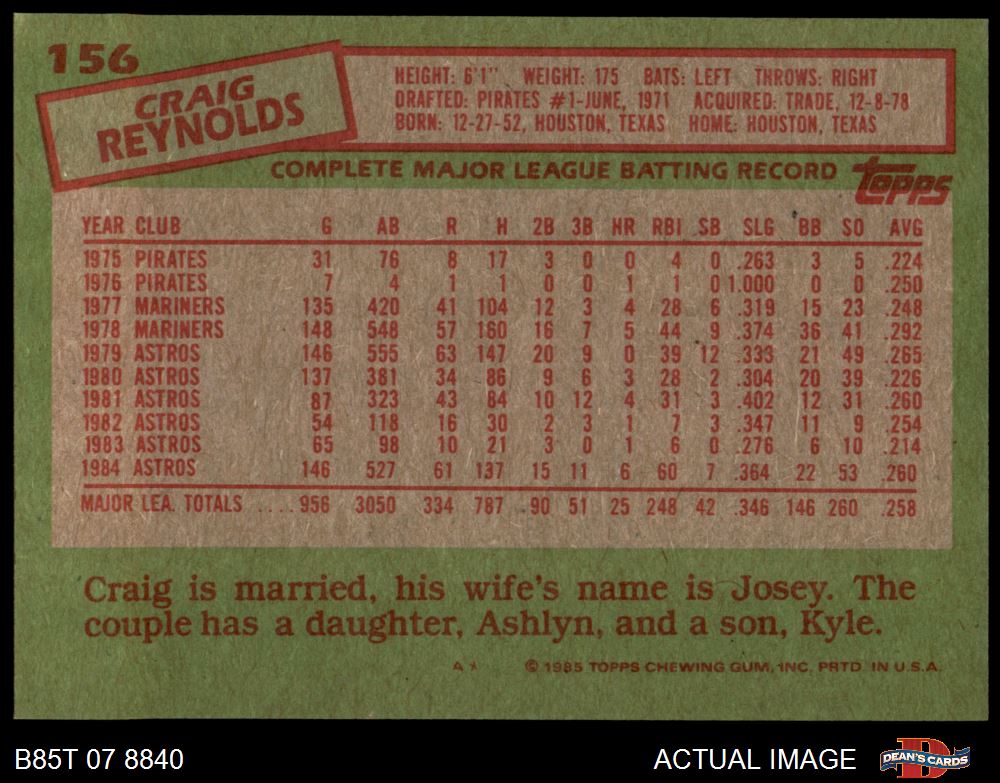 156
CRAIG
REYNOLDS
HEIGHT: 6'1" WEIGHT: 175 BATS: LEFT THROWS: RIGHT
DRAFTED: PIRATES #1-JUNE, 1971 ACQUIRED: TRADE, 12-8-78
BORN: 12-27-52, HOUSTON, TEXAS HOME: HOUSTON, TEXAS
COMPLETE MAJOR LEAGUE BATTING RECORD topps
YEAR CLUB G AB R H 2B 3B HR RBI SB SLG BB SO AVG
1975 PIRATES 31 76 8 17 3 0 0 4 0 .263 3 5 .224
1976 PIRATES 7 4 1 1 0 0 1 1 0 1.000 0 0 .250
1977 MARINERS 135 420 41 104 12 3 4 28 6 .319 15 23 .248
1978 MARINERS 148 548 57 160 16 7 5 44 9 .374 36 41 .292
1979 ASTROS 146 555 63 147 20 9 0 39 12 .333 21 49 .265
1980 ASTROS 137 381 34 86 9 6 3 28 2 .304 20 39 .226
1981 ASTROS 87 323 43 84 10 12 4 31 3 .402 12 31 .260
1982 ASTROS 54 118 16 30 2 3 1 7 3 .347 11 9 .254
1983 ASTROS 65 98 10 21 3 0 1 6 0 .276 6 10 .214
1984 ASTROS 146 527 61 137 15 11 6 60 7 .364 22 53 .260
MAJOR LEA. TOTALS .... 956 3050 334 787 90 51 25 248 42 .346 146 260 .258
Craig is married, his wife's name is Josey. The
couple has a daughter, Ashlyn, and a son, Kyle.
A* © 1985 TOPPS CHEWING GUM, INC. PRTD. IN U.S.A.
B85T 07 8840 ACTUAL IMAGE DEAN'S CARDS